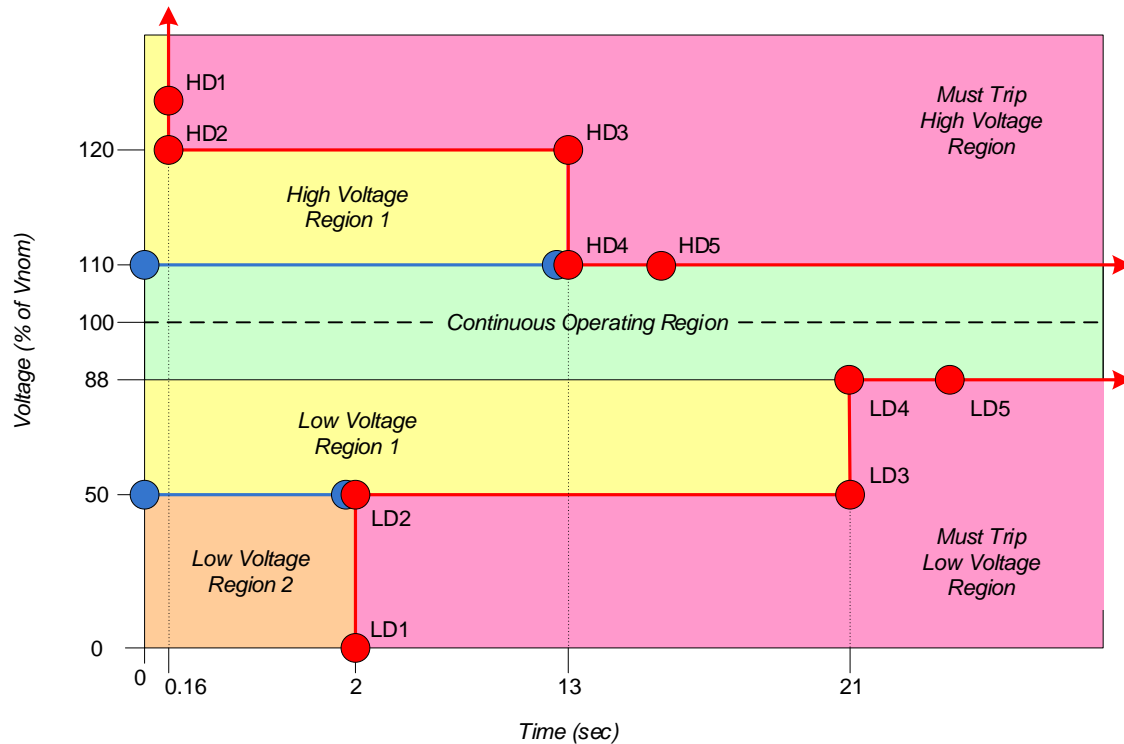 HD1
Must Trip
High Voltage
Region
HD2
HD3
120
High Voltage
Region 1
HD4
HD5
110
100
Continuous Operating Region
88
LD4
LD5
Low Voltage
Region 1
LD3
50
LD2
Low Voltage
Region 2
Must Trip
Low Voltage
Region
LD1
0
0
0.16
2
13
21
Time (sec)
Voltage (% of Vnom)